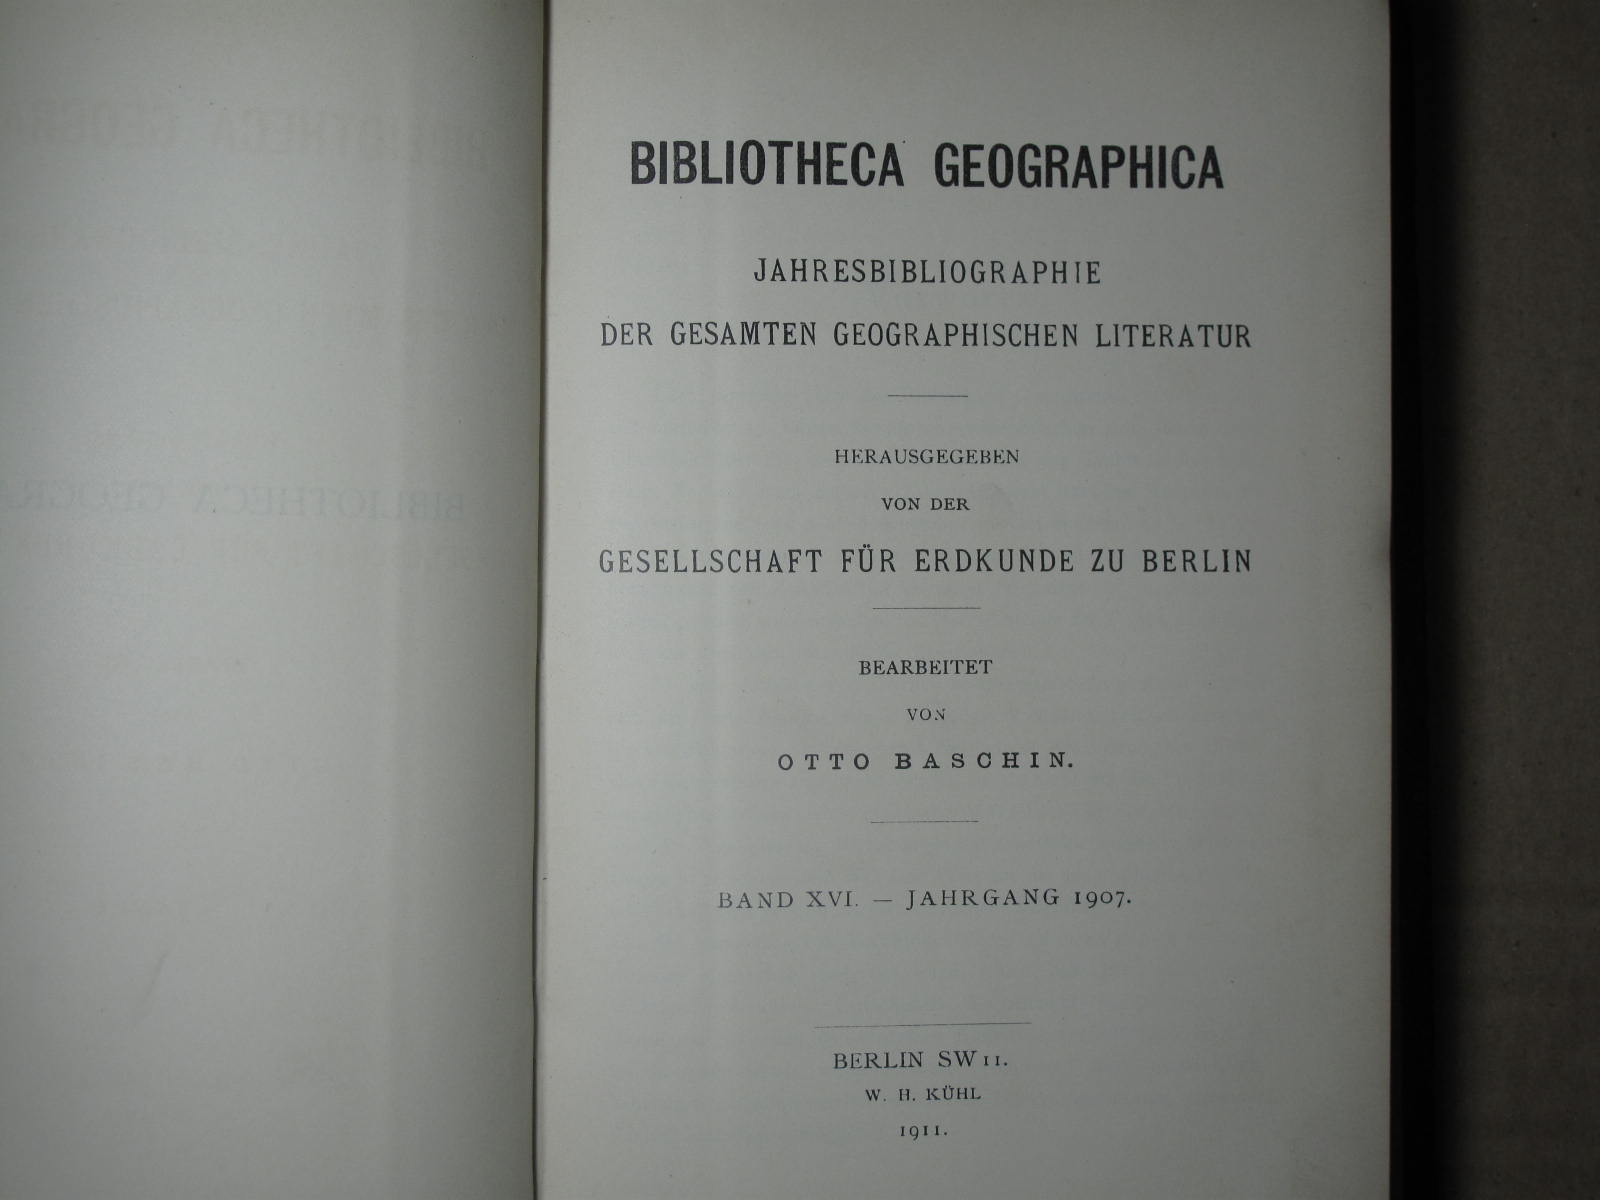 BIBLIOTHECA GEOGRAPHICA
JAHRESBIBLIOGRAPHIE
DER GESAMTEN GEOGRAPHISCHEN LITERATUR
HERAUSGEGEBEN
VON DER
GESELLSCHAFT FÜR ERDKUNDE ZU BERLIN
BEARBEITET
VON
OTTO BASCHIN.
BAND XVI. — JAHRGANG 1907.
BERLIN SW 11.
W. H. KÜHL
1911.